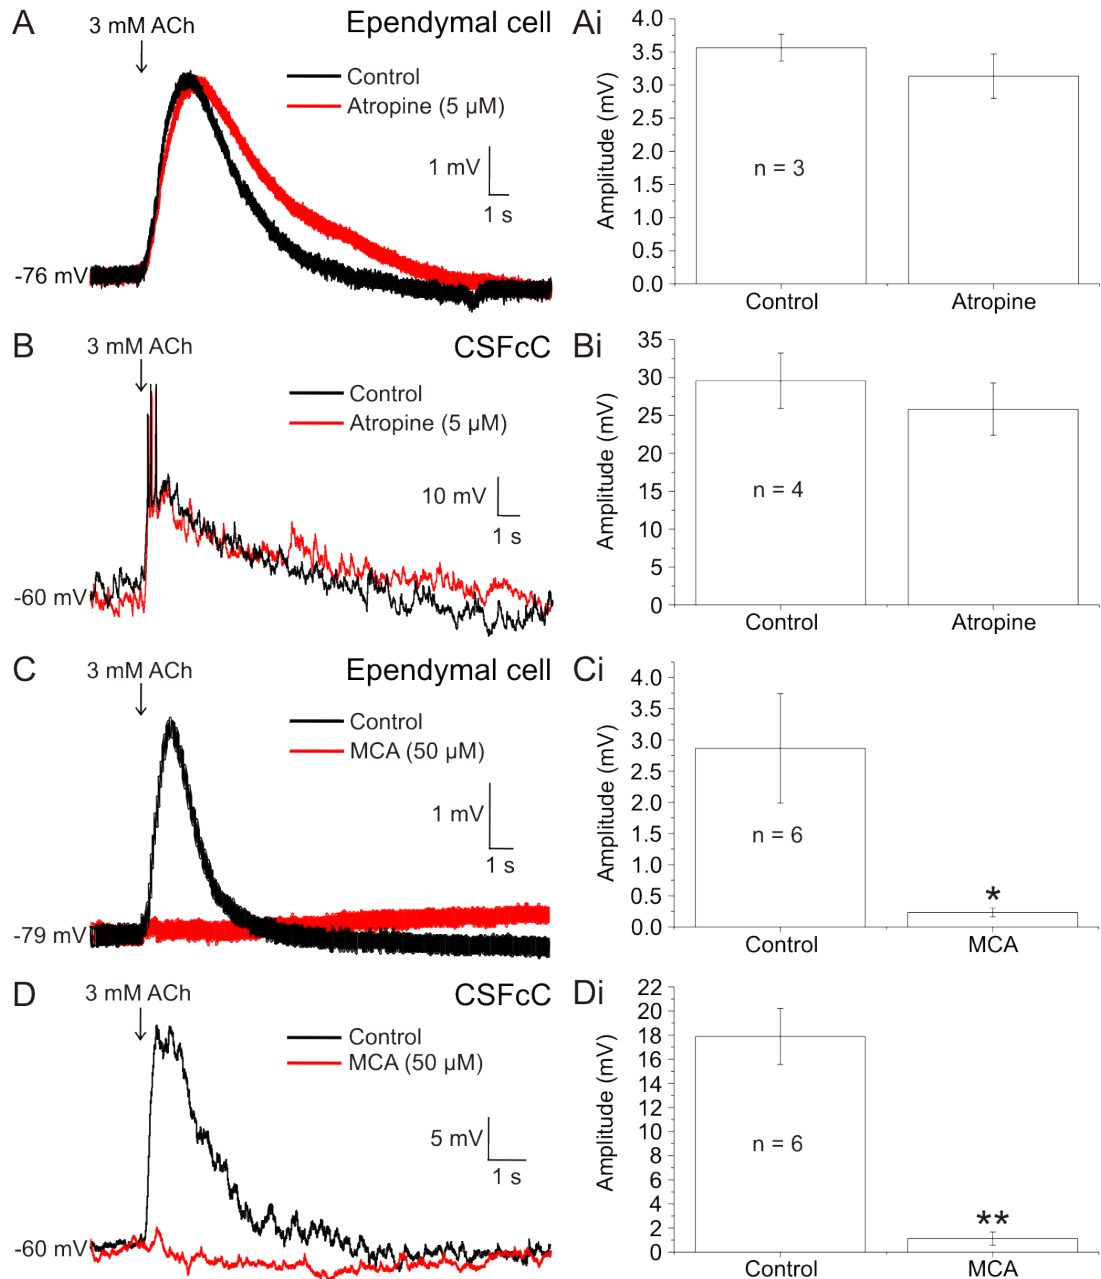 A
3 mM ACh
Ependymal cell
Control
Atropine (5 µM)
1 mV
1 s
-76 mV
Ai
Amplitude (mV)
4.0
3.5
3.0
2.5
2.0
1.5
1.0
0.5
0.0
n = 3
Control
Atropine
B
3 mM ACh
CSFcC
Control
Atropine (5 µM)
10 mV
1 s
-60 mV
Bi
Amplitude (mV)
35
30
25
20
15
10
5
0
n = 4
Control
Atropine
C
3 mM ACh
Ependymal cell
Control
MCA (50 µM)
1 mV
1 s
-79 mV
Ci
Amplitude (mV)
4.0
3.5
3.0
2.5
2.0
1.5
1.0
0.5
0.0
n = 6
*
Control
MCA
D
3 mM ACh
CSFcC
Control
MCA (50 µM)
5 mV
1 s
-60 mV
Di
Amplitude (mV)
22
20
18
16
14
12
10
8
6
4
2
0
n = 6
**
Control
MCA